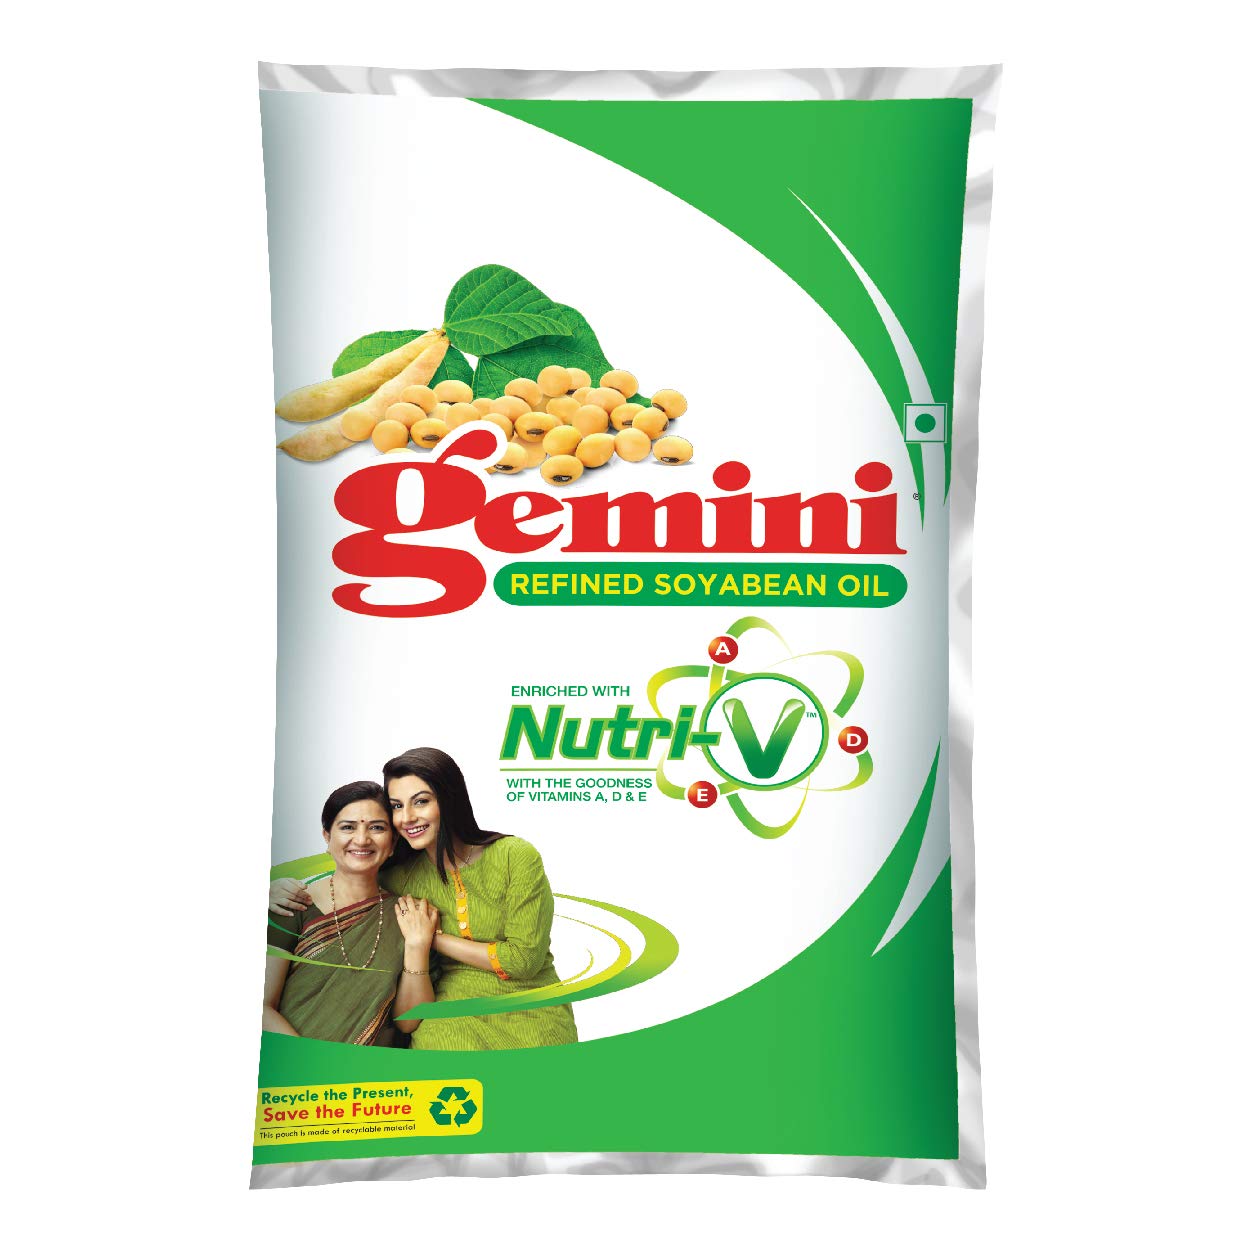 gemini®
REFINED SOYABEAN OIL
ENRICHED WITH
Nutri-V™
A
D
E
WITH THE GOODNESS
OF VITAMINS A, D & E
Recycle the Present,
Save the Future
This pouch is made of recyclable material